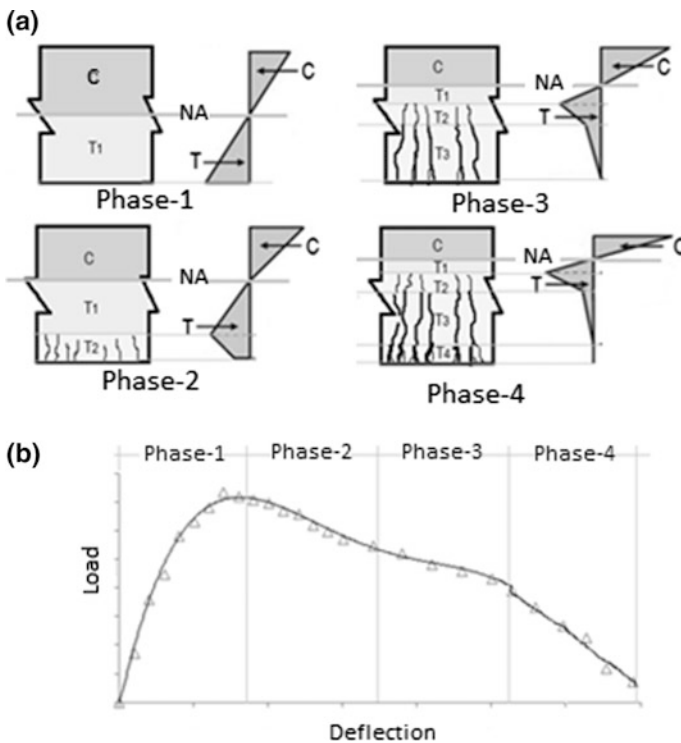 (a)
C
T1
NA
C
T
Phase-1
C
T1
T2
T3
NA
C
T
Phase-3
C
T1
T2
NA
C
T
Phase-2
C
T1
T2
T3
T4
NA
C
T
Phase-4
(b)
Phase-1 Phase-2 Phase-3 Phase-4
Load
Deflection